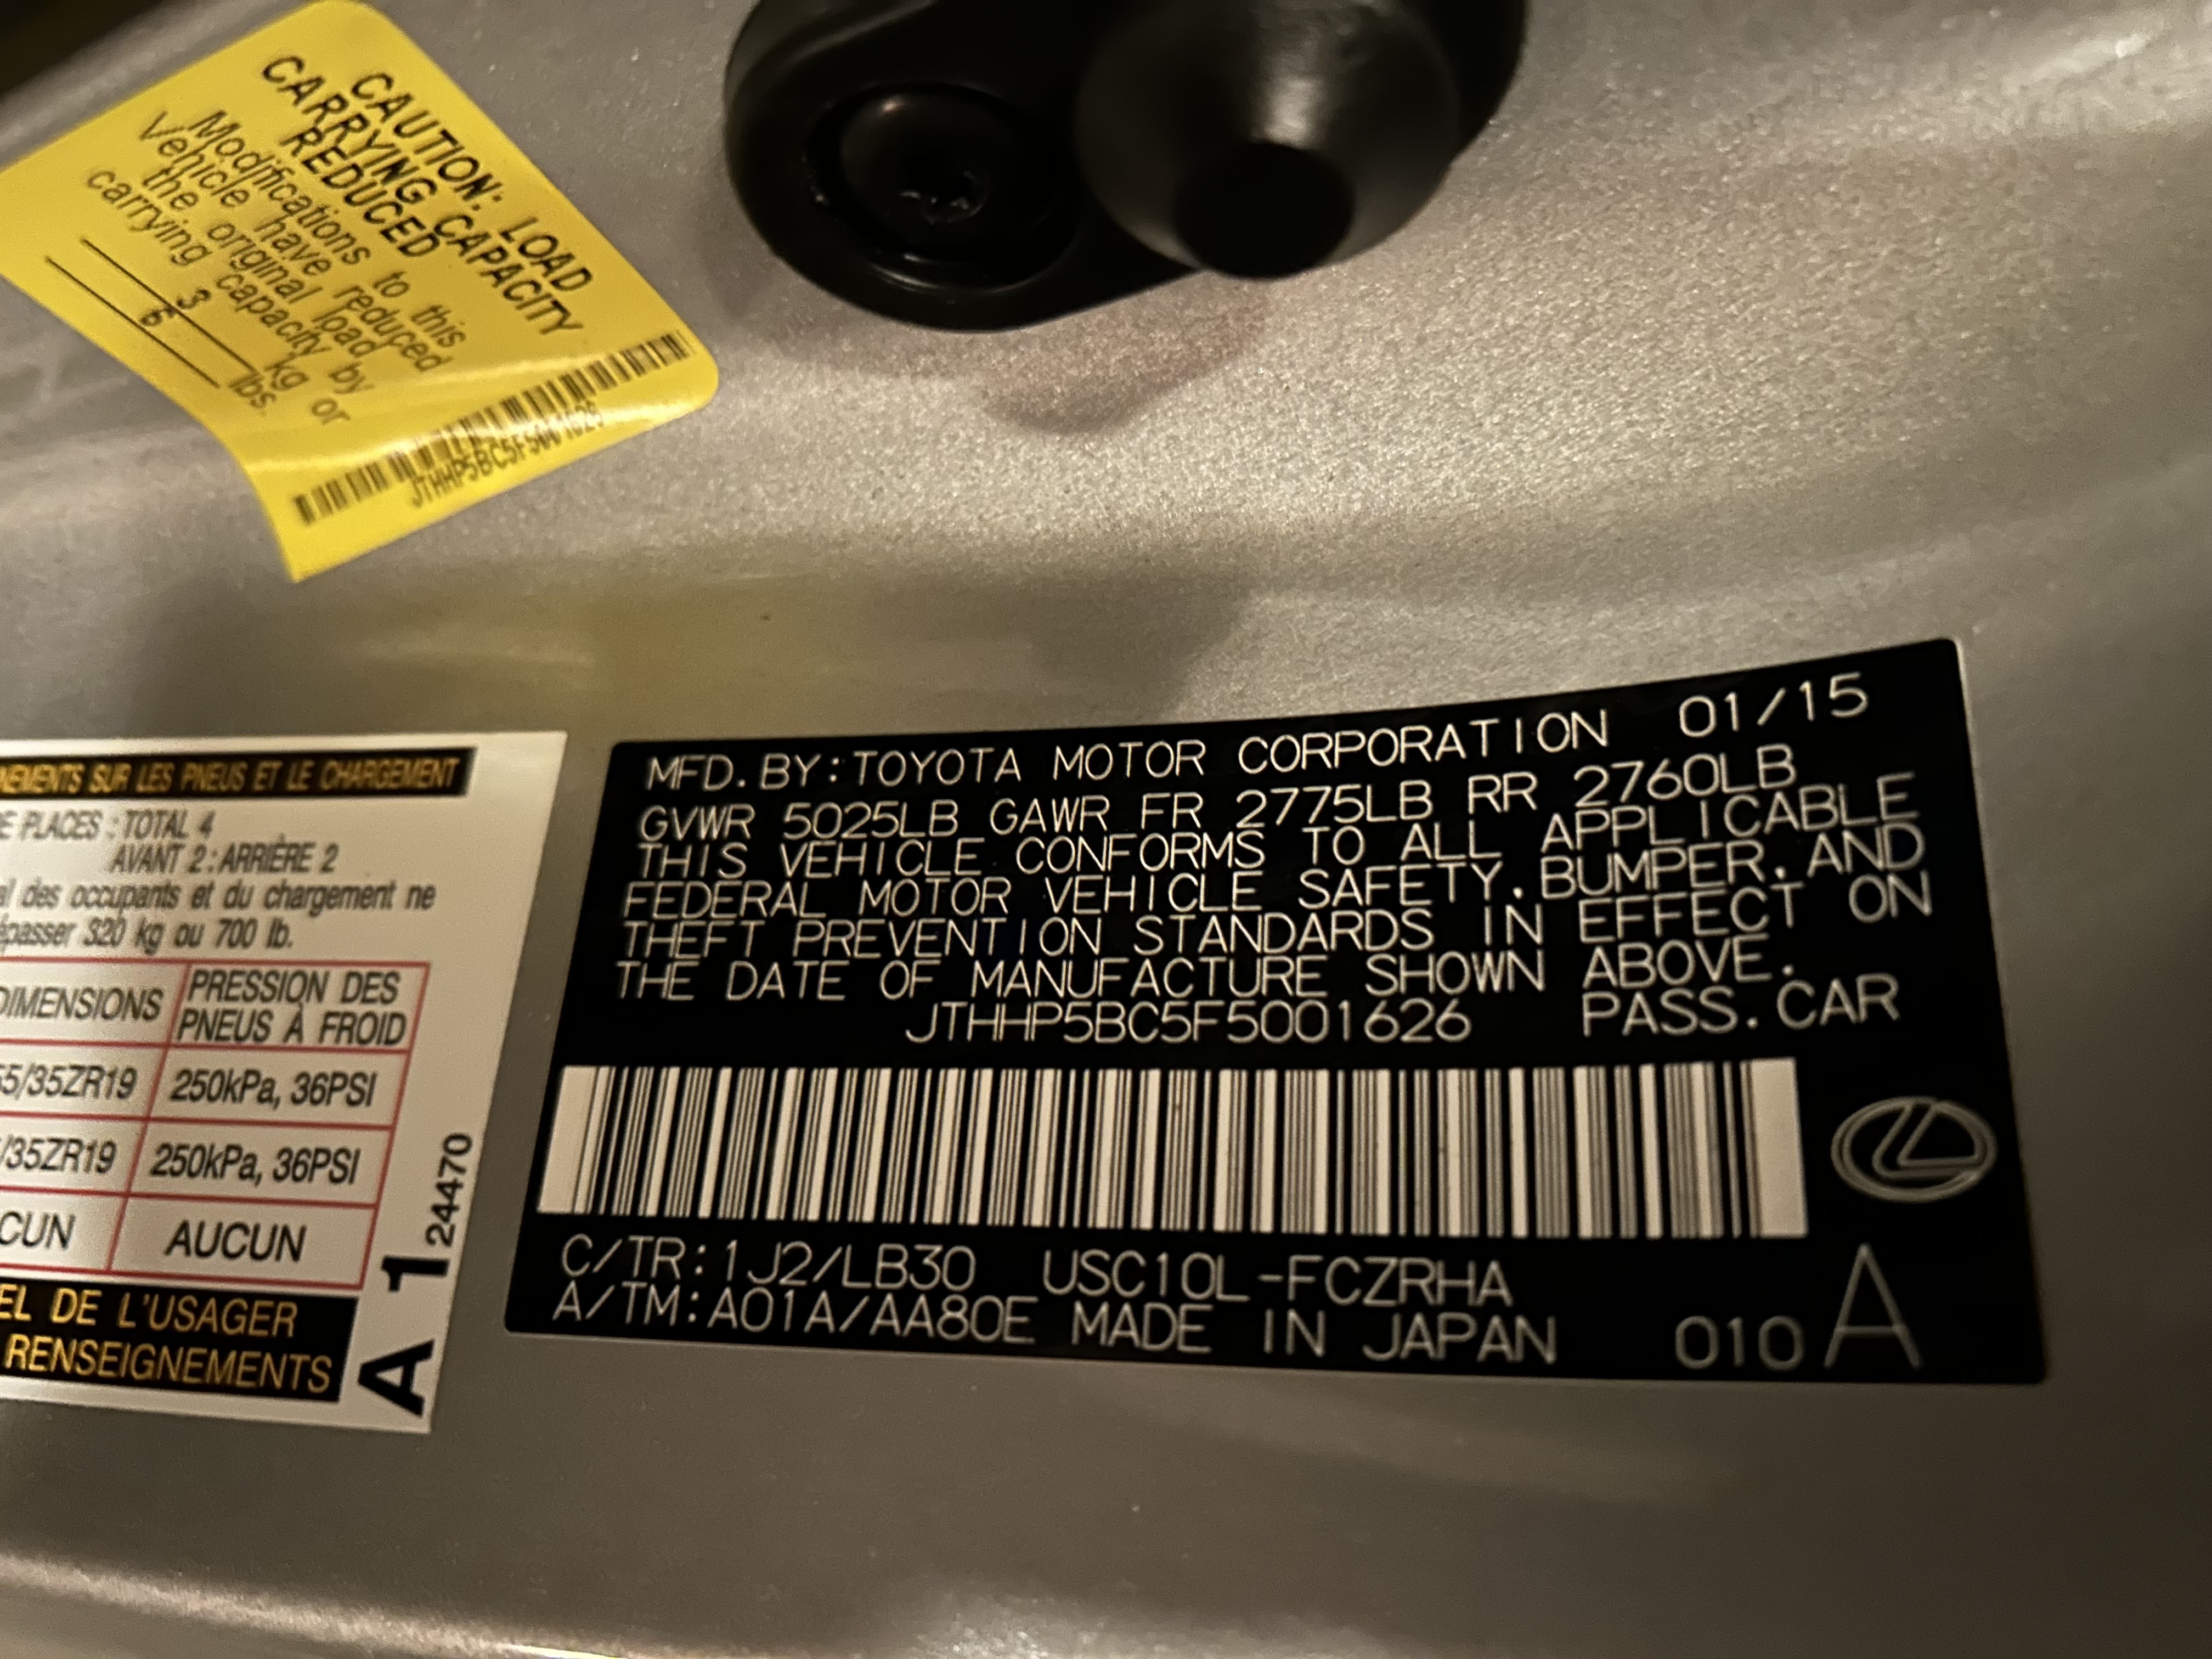 CAUTION: LOAD
CARRYING CAPACITY
REDUCED
Modifications to this
Vehicle have reduced
the original load
carrying capacity by
3 kg or
6 lbs.
NEMENTS SUR LES PNEUS ET LE CHARGEMENT
E PLACES : TOTAL 4
AVANT 2 : ARRIÈRE 2
al des occupants et du chargement ne
épasser 320 kg ou 700 lb.
DIMENSIONS
PRESSION DES
PNEUS À FROID
55/35ZR19 250kPa, 36PSI
/35ZR19 250kPa, 36PSI
CUN AUCUN
EL DE L'USAGER
RENSEIGNEMENTS
A 1
24470
MFD. BY: TOYOTA MOTOR CORPORATION 01/15
GVWR 5025LB GAWR FR 2775LB RR 2760LB
THIS VEHICLE CONFORMS TO ALL APPLICABLE
FEDERAL MOTOR VEHICLE SAFETY, BUMPER, AND
THEFT PREVENTION STANDARDS IN EFFECT ON
THE DATE OF MANUFACTURE SHOWN ABOVE.
JTHHP5BC5F5001626 PASS. CAR
C/TR: 1J2/LB30 USC10L-FCZRHA
A/TM: A01A/AA80E MADE IN JAPAN 010 A